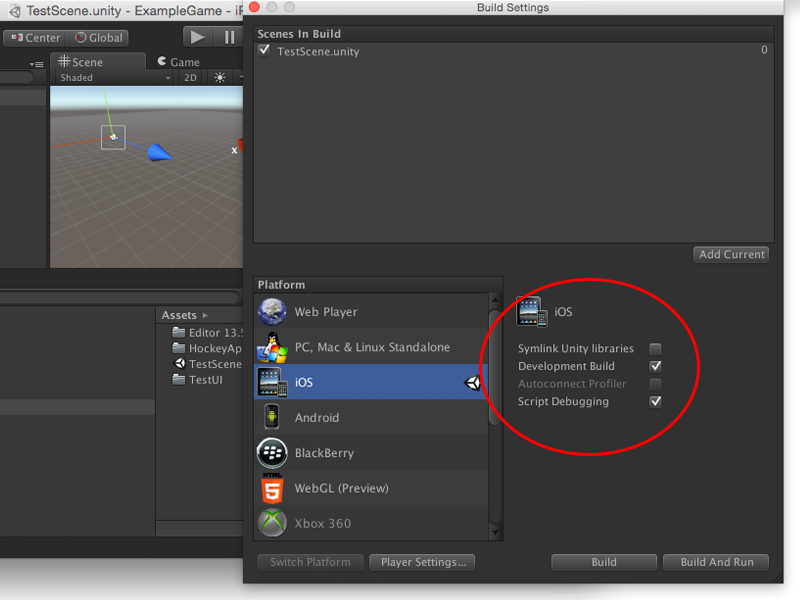 TestScene.unity - ExampleGame - iP
Build Settings
Center
Global
Scene
Game
Shaded
2D
x
Scenes In Build
TestScene.unity
0
Add Current
Platform
Web Player
PC, Mac & Linux Standalone
iOS
Android
BlackBerry
HTML
5
WebGL (Preview)
Xbox 360
iOS
Symlink Unity libraries
Development Build
Autoconnect Profiler
Script Debugging
Assets
Editor 13.5
HockeyAp
TestScene
TestUI
Switch Platform
Player Settings...
Build
Build And Run